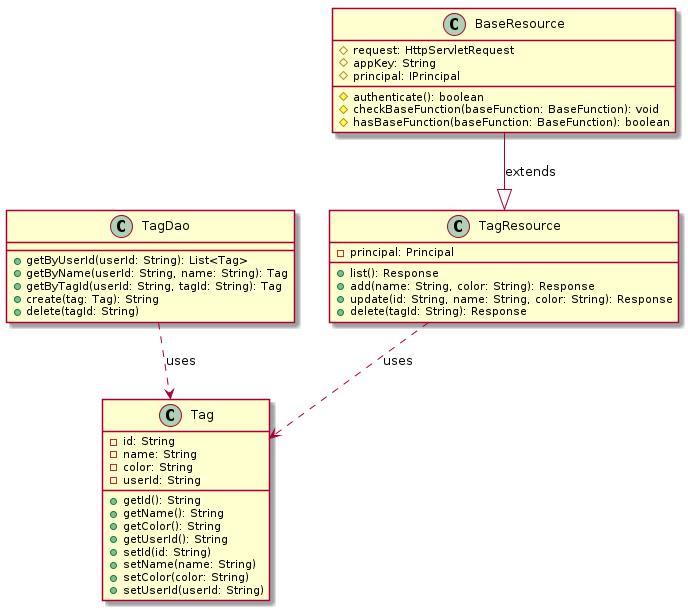 C BaseResource
request: HttpServletRequest
appKey: String
principal: IPrincipal
authenticate(): boolean
checkBaseFunction(baseFunction: BaseFunction): void
hasBaseFunction(baseFunction: BaseFunction): boolean
extends
C TagDao
getByUserId(userId: String): List<Tag>
getByName(userId: String, name: String): Tag
getByTagId(userId: String, tagId: String): Tag
create(tag: Tag): String
delete(tagId: String)
C TagResource
principal: Principal
list(): Response
add(name: String, color: String): Response
update(id: String, name: String, color: String): Response
delete(tagId: String): Response
uses
uses
C Tag
id: String
name: String
color: String
userId: String
getId(): String
getName(): String
getColor(): String
getUserId(): String
setId(id: String)
setName(name: String)
setColor(color: String)
setUserId(userId: String)